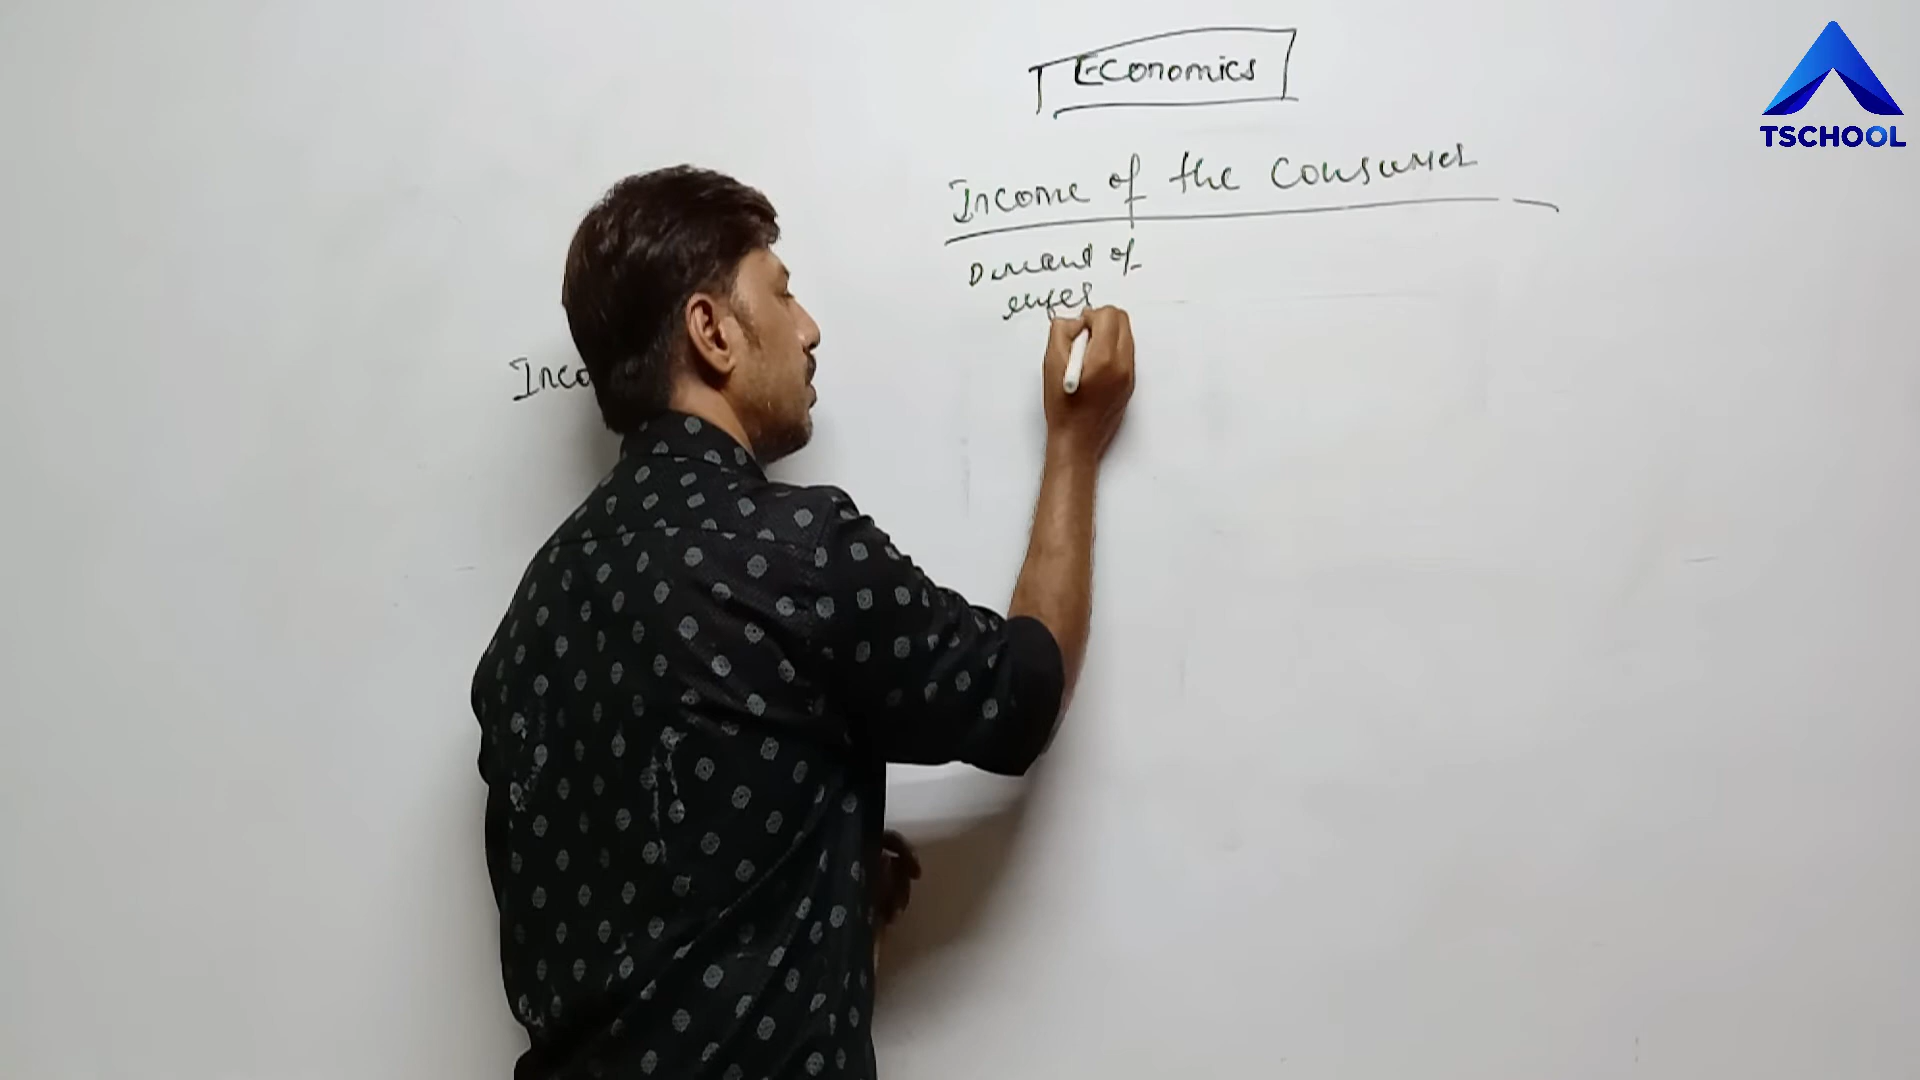 Economics
TSCHOOL
Income of the Consumer
Demand of
Inco